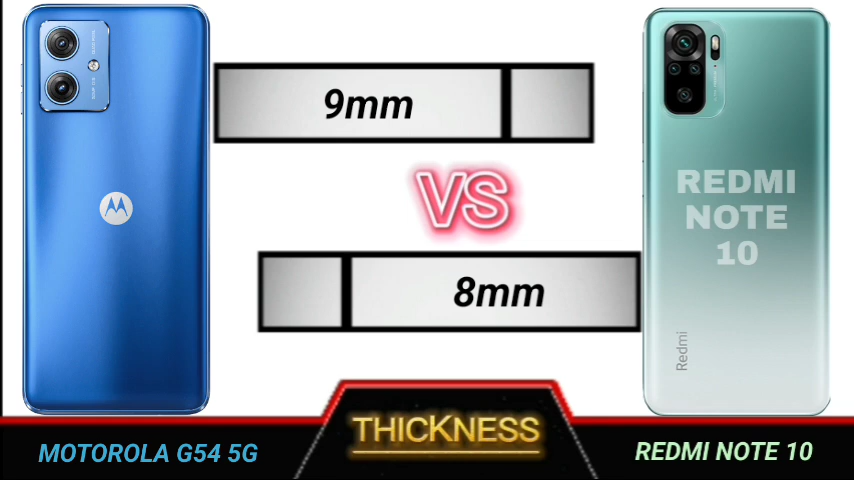 9mm
VS
8mm
REDMI
NOTE
10
Redmi
THICKNESS
MOTOROLA G54 5G
REDMI NOTE 10